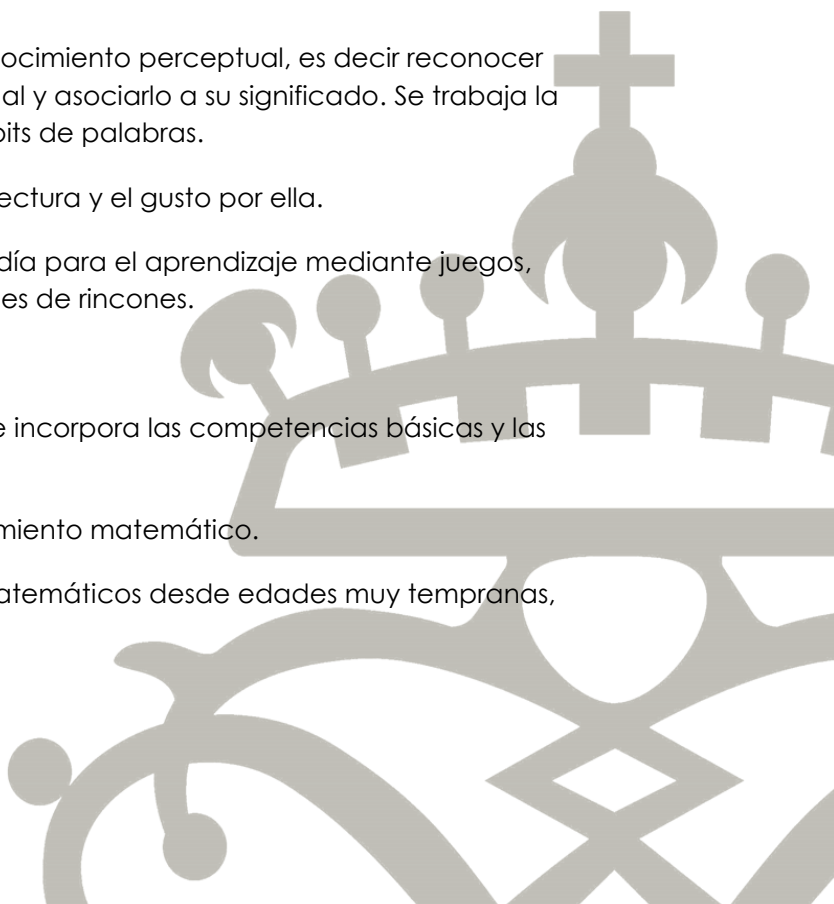 ocimiento perceptual, es decir reconocer
al y asociarlo a su significado. Se trabaja la
bits de palabras.
ectura y el gusto por ella.
día para el aprendizaje mediante juegos,
es de rincones.
e incorpora las competencias básicas y las
miento matemático.
atemáticos desde edades muy tempranas,